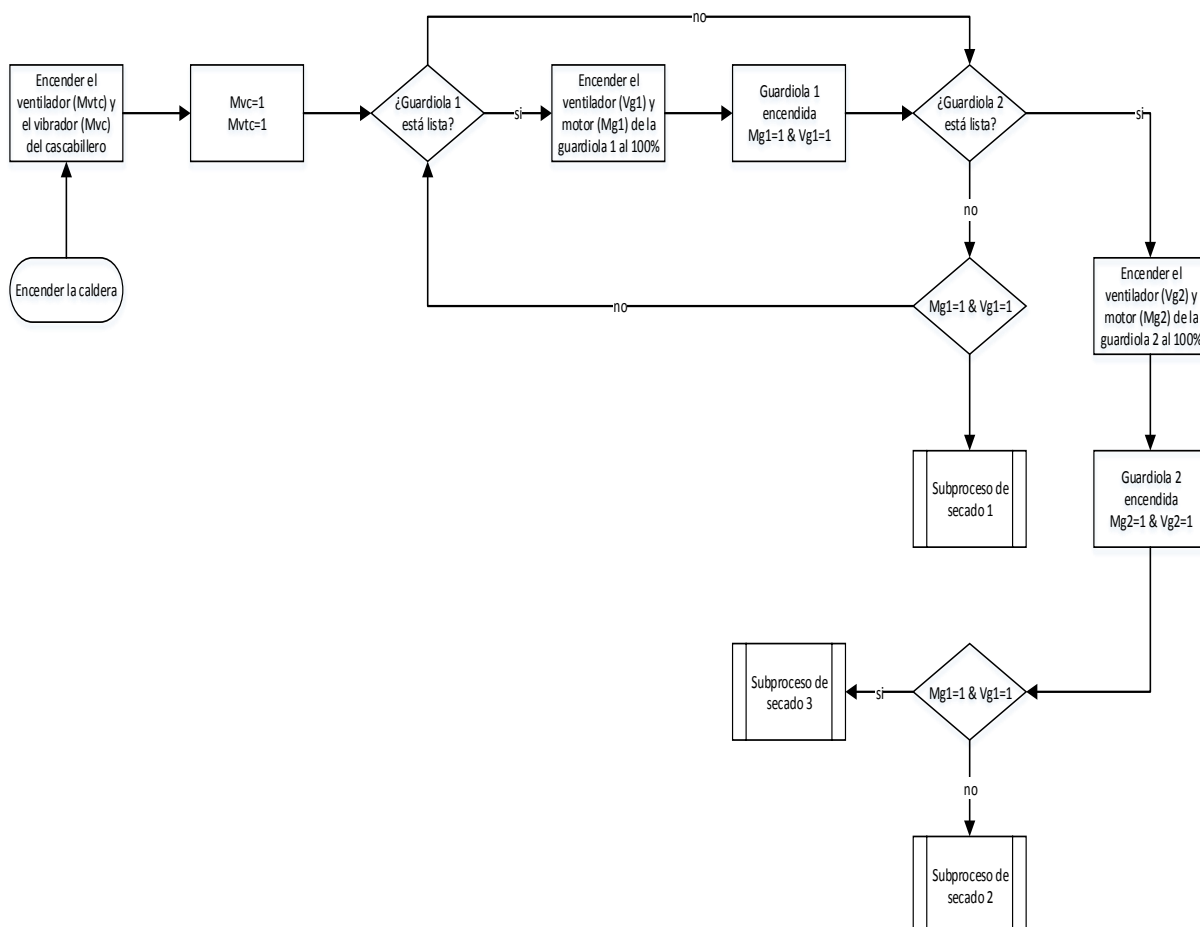 no
Encender el
ventilador (Mvtc) y
el vibrador (Mvc)
del cascabillero
Mvc=1
Mvtc=1
¿Guardiola 1
está lista?
si
Encender el
ventilador (Vg1) y
motor (Mg1) de la
guardiola 1 al 100%
Guardiola 1
encendida
Mg1=1 & Vg1=1
¿Guardiola 2
está lista?
si
no
Encender la caldera
no
Mg1=1 & Vg1=1
Encender el
ventilador (Vg2) y
motor (Mg2) de la
guardiola 2 al 100%
Subproceso de
secado 1
Guardiola 2
encendida
Mg2=1 & Vg2=1
Subproceso de
secado 3
si
Mg1=1 & Vg1=1
no
Subproceso de
secado 2